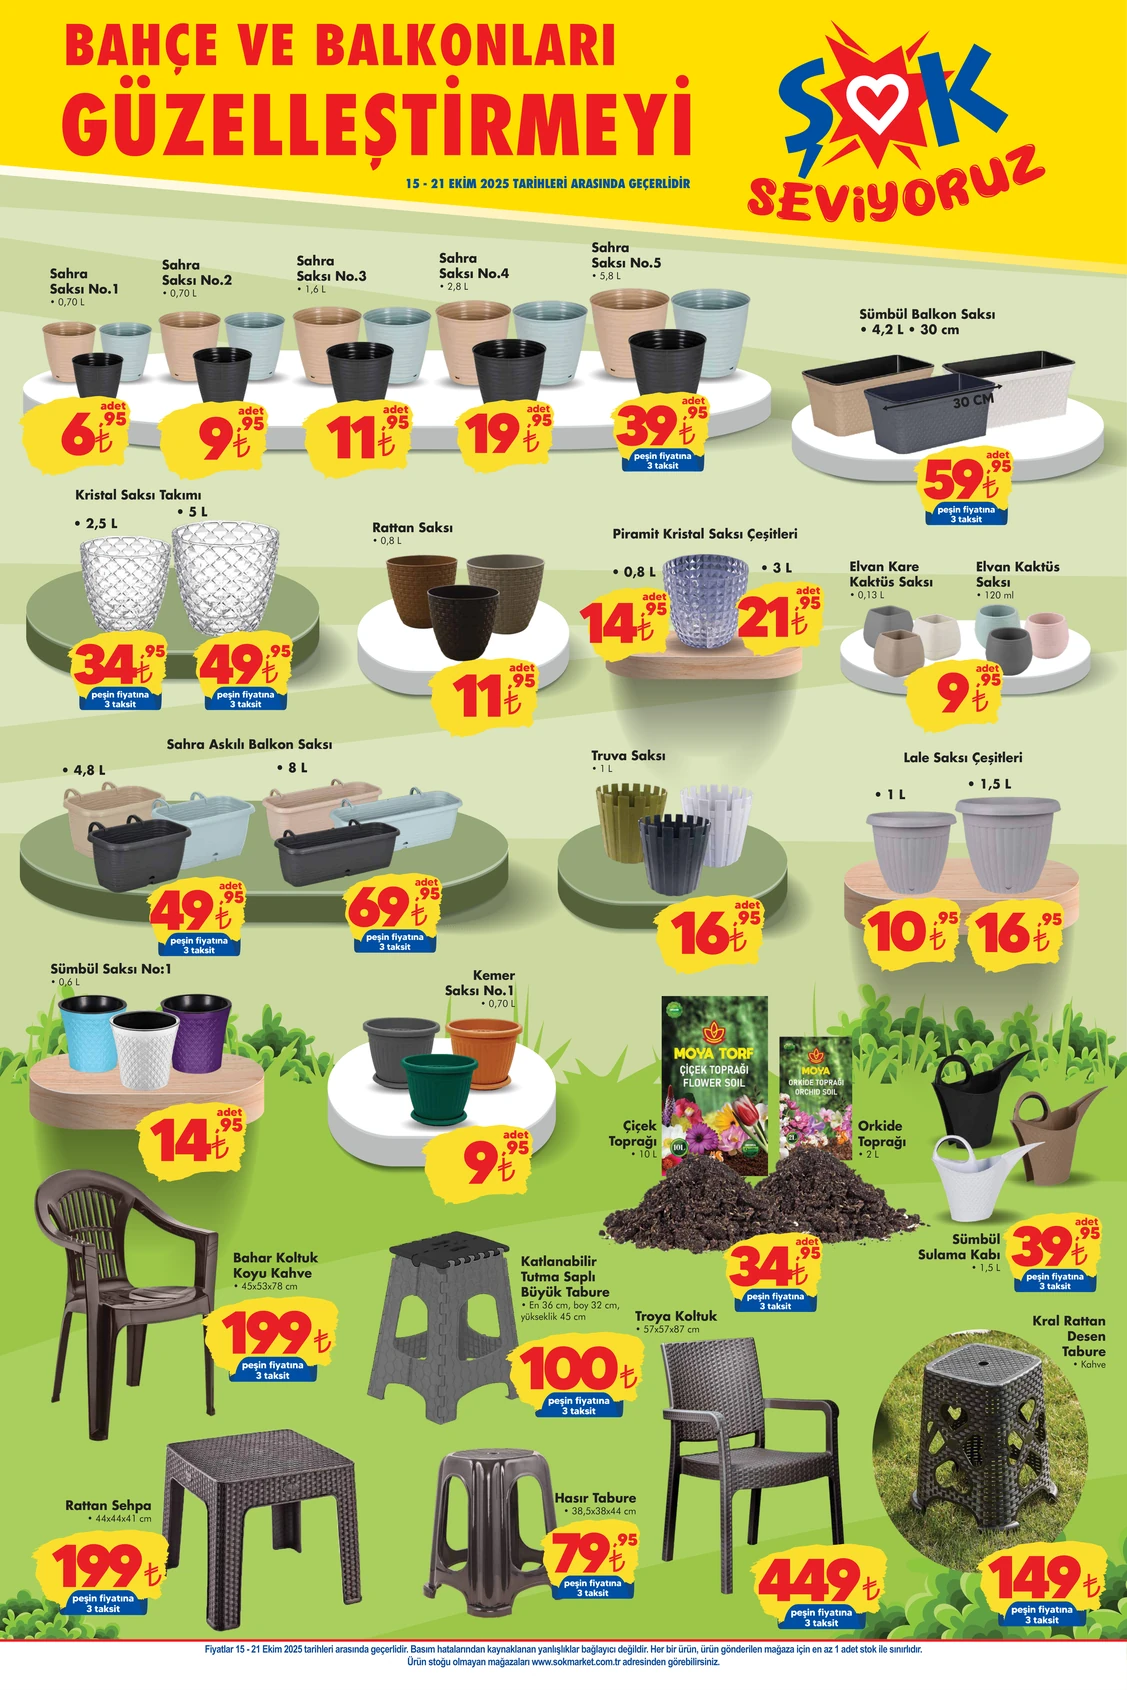 BAHÇE VE BALKONLARI
GÜZELLEŞTİRMEYİ
15 - 21 EKİM 2025 TARİHLERİ ARASINDA GEÇERLİDİR
ŞOK
SEVİYORUZ
Sahra
Saksı No.1
• 0,70 L
adet
6,95₺
Sahra
Saksı No.2
• 0,70 L
adet
9,95₺
Sahra
Saksı No.3
• 1,6 L
adet
11,95₺
Sahra
Saksı No.4
• 2,8 L
adet
19,95₺
Sahra
Saksı No.5
• 5,8 L
adet
39,95₺
peşin fiyatına
3 taksit
Sümbül Balkon Saksı
• 4,2 L • 30 cm
30 CM
adet
59,95₺
peşin fiyatına
3 taksit
Kristal Saksı Takımı
• 2,5 L
• 5 L
34,95₺
peşin fiyatına
3 taksit
49,95₺
peşin fiyatına
3 taksit
Rattan Saksı
• 0,8 L
adet
11,95₺
Piramit Kristal Saksı Çeşitleri
• 0,8 L
• 3 L
adet
14,95₺
adet
21,95₺
Elvan Kare
Kaktüs Saksı
• 0,13 L
Elvan Kaktüs
Saksı
• 120 ml
adet
9,95₺
Sahra Askılı Balkon Saksı
• 4,8 L
• 8 L
adet
49,95₺
peşin fiyatına
3 taksit
adet
69,95₺
peşin fiyatına
3 taksit
Truva Saksı
• 1 L
adet
16,95₺
Lale Saksı Çeşitleri
• 1 L
• 1,5 L
10,95₺
16,95₺
Sümbül Saksı No:1
• 0,6 L
adet
14,95₺
Kemer
Saksı No.1
• 0,70 L
adet
9,95₺
MOYA TORF
ÇİÇEK TOPRAĞI
FLOWER SOIL
10L
MOYA
ORKIDE TOPRAĞI
ORCHID SOIL
2L
Çiçek
Toprağı
• 10 L
Orkide
Toprağı
• 2 L
adet
34,95₺
peşin fiyatına
3 taksit
Sümbül
Sulama Kabı
• 1,5 L
adet
39,95₺
peşin fiyatına
3 taksit
Bahar Koltuk
Koyu Kahve
• 45x53x78 cm
199₺
peşin fiyatına
3 taksit
Katlanabilir
Tutma Saplı
Büyük Tabure
• En 36 cm, boy 32 cm,
yükseklik 45 cm
100₺
peşin fiyatına
3 taksit
Troya Koltuk
• 57x57x87 cm
449₺
peşin fiyatına
3 taksit
Kral Rattan
Desen
Tabure
• Kahve
149₺
peşin fiyatına
3 taksit
Rattan Sehpa
• 44x44x41 cm
199₺
peşin fiyatına
3 taksit
Hasır Tabure
• 38,5x38x44 cm
79,95₺
peşin fiyatına
3 taksit
Fiyatlar 15 - 21 Ekim 2025 tarihleri arasında geçerlidir. Basım hatalarından kaynaklanan yanlışlıklar bağlayıcı değildir. Her bir ürün, ürün gönderilen mağaza için en az 1 adet stok ile sınırlıdır.
Ürün stoğu olmayan mağazaları www.sokmarket.com.tr adresinden görebilirsiniz.